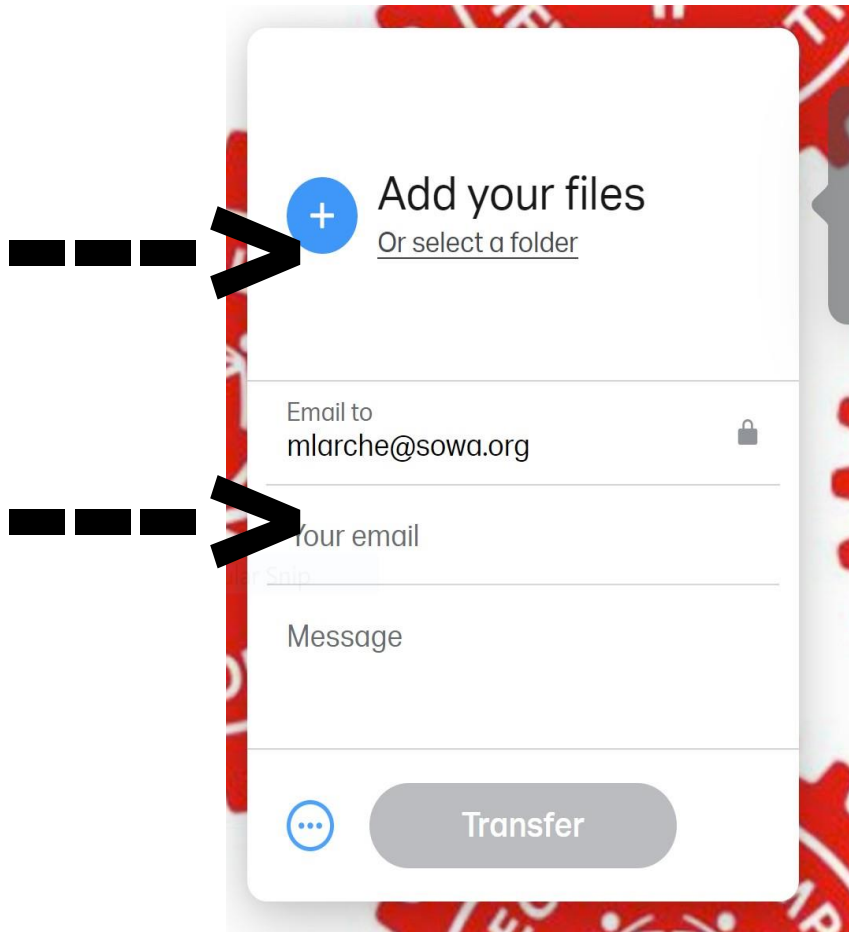 Add your files
Or select a folder
Email to
mlarche@sowa.org
Your email
Message
Transfer